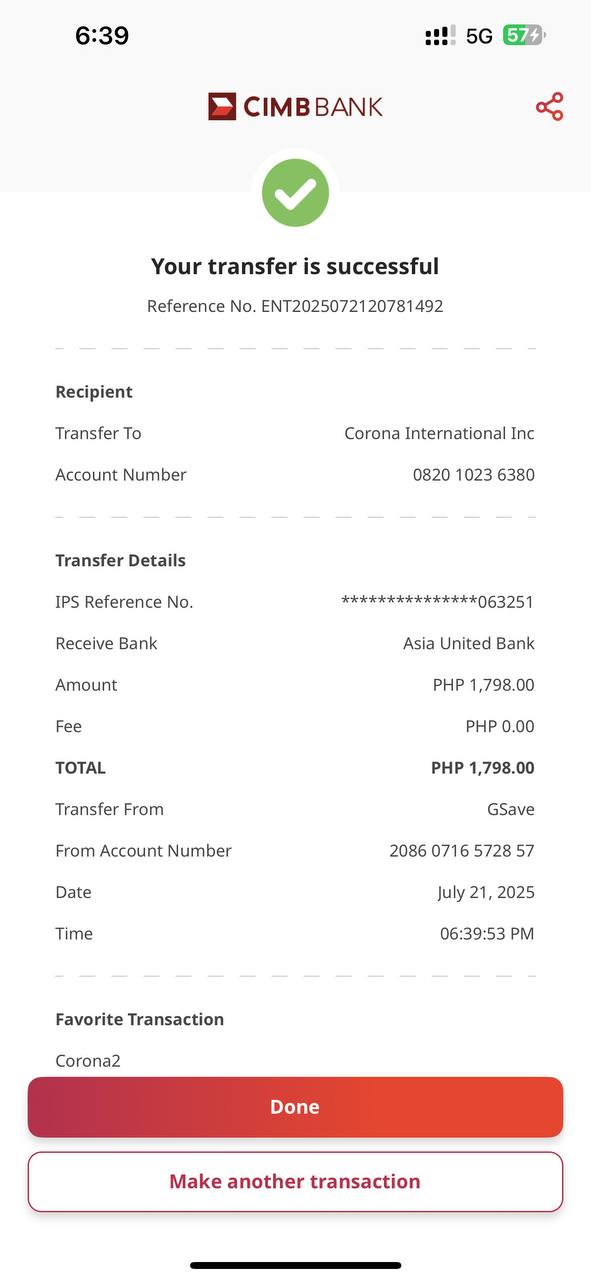 6:39
5G 57
CIMB BANK
Your transfer is successful
Reference No. ENT2025072120781492
Recipient
Transfer To Corona International Inc
Account Number 0820 1023 6380
Transfer Details
IPS Reference No. ***************063251
Receive Bank Asia United Bank
Amount PHP 1,798.00
Fee PHP 0.00
TOTAL PHP 1,798.00
Transfer From GSave
From Account Number 2086 0716 5728 57
Date July 21, 2025
Time 06:39:53 PM
Favorite Transaction
Corona2
Done
Make another transaction